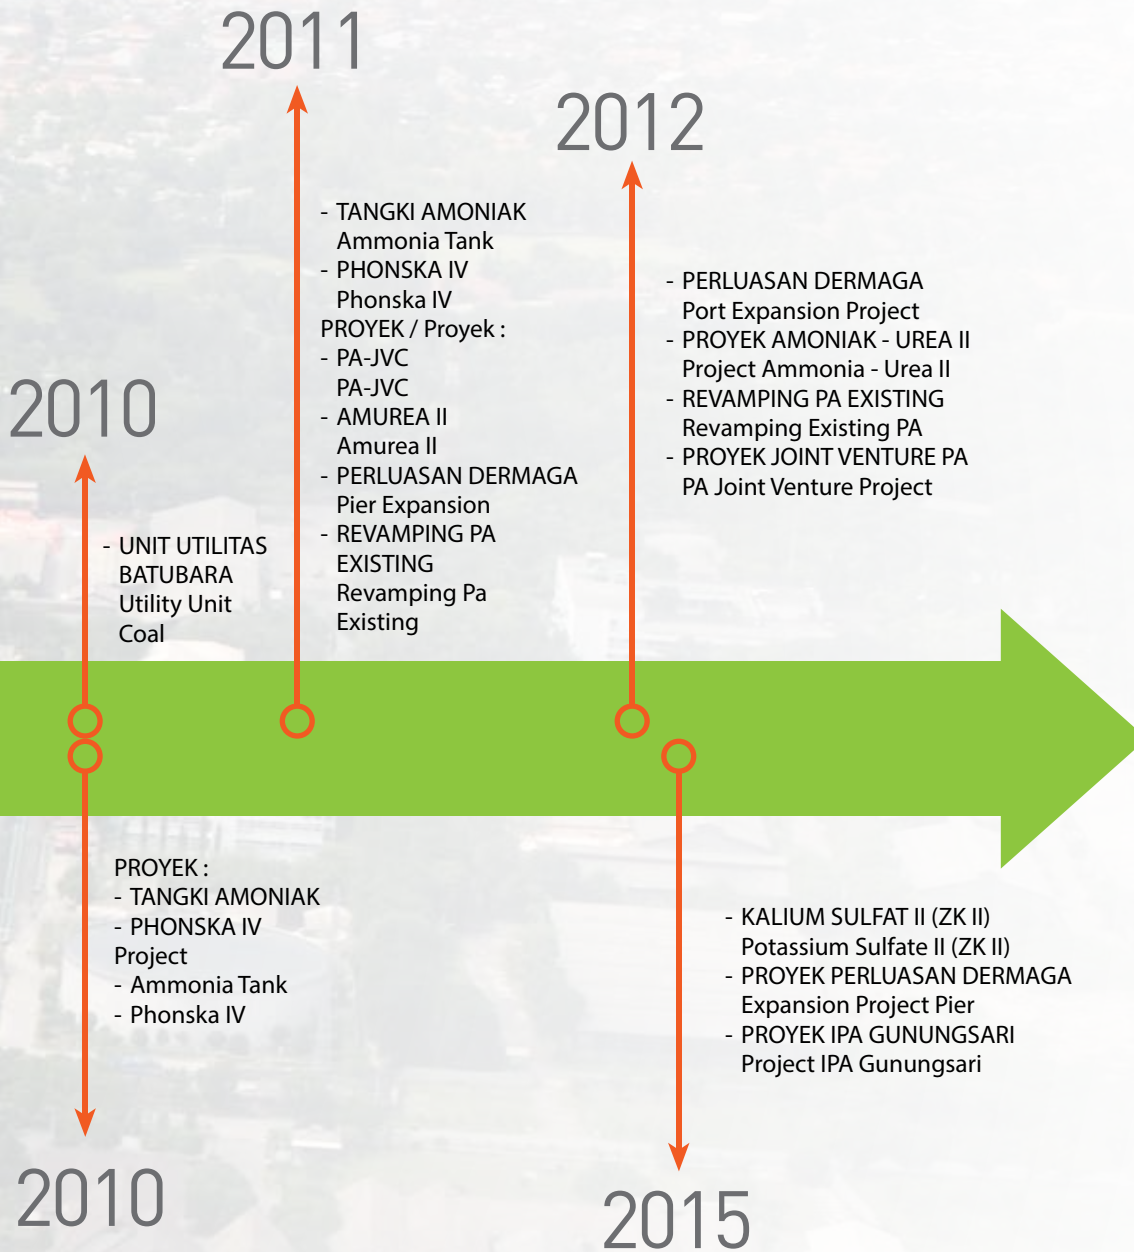 2011
- TANGKI AMONIAK
Ammonia Tank
- PHONSKA IV
Phonska IV
PROYEK / Proyek :
- PA-JVC
PA-JVC
- AMUREA II
Amurea II
- PERLUASAN DERMAGA
Pier Expansion
- REVAMPING PA
EXISTING
Revamping Pa
Existing
2012
- PERLUASAN DERMAGA
Port Expansion Project
- PROYEK AMONIAK - UREA II
Project Ammonia - Urea II
- REVAMPING PA EXISTING
Revamping Existing PA
- PROYEK JOINT VENTURE PA
PA Joint Venture Project
2010
- UNIT UTILITAS
BATUBARA
Utility Unit
Coal
PROYEK :
- TANGKI AMONIAK
- PHONSKA IV
Project
- Ammonia Tank
- Phonska IV
2010
- KALIUM SULFAT II (ZK II)
Potassium Sulfate II (ZK II)
- PROYEK PERLUASAN DERMAGA
Expansion Project Pier
- PROYEK IPA GUNUNGSARI
Project IPA Gunungsari
2015